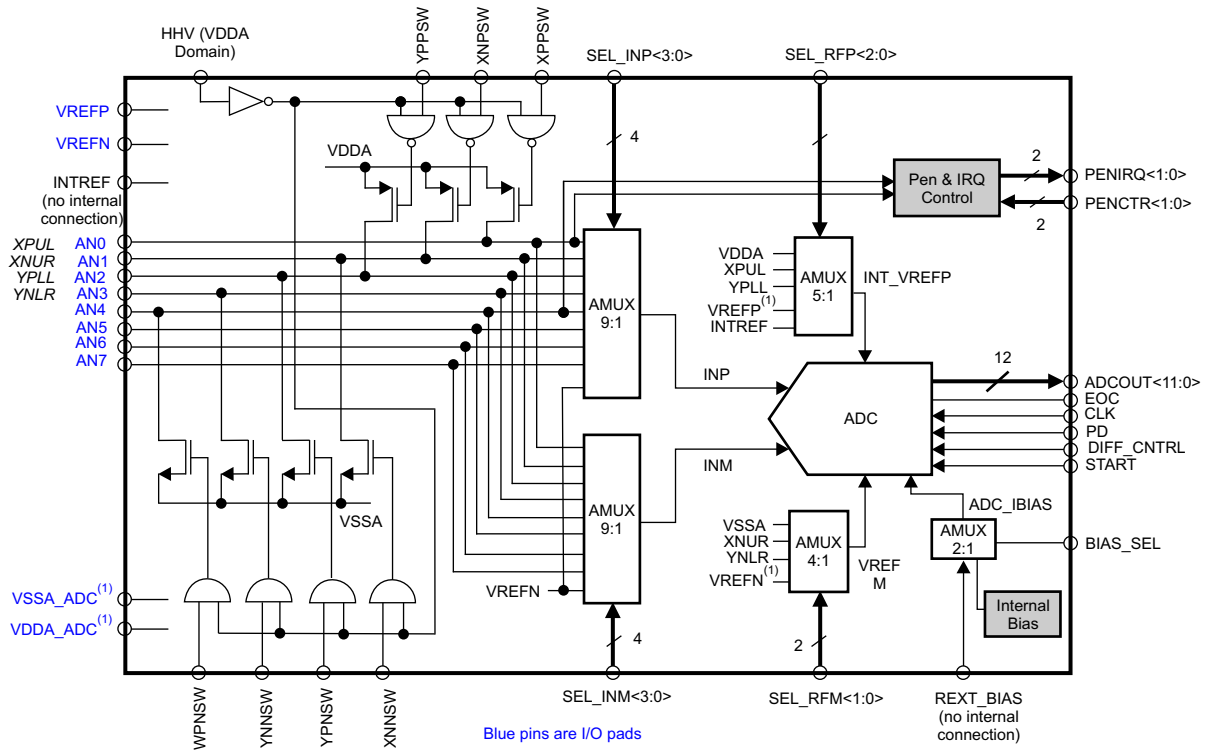 HHV (VDDA
Domain)
YPPSW
XNPSW
XPPSW
SEL_INP<3:0>
SEL_RFP<2:0>
VREFP
VREFN
INTREF
(no internal
connection)
4
VDDA
Pen & IRQ
Control
2
PENIRQ<1:0>
PENCTR<1:0>
2
XPUL AN0
XNUR AN1
YPLL AN2
YNLR AN3
AN4
AN5
AN6
AN7
AMUX
9:1
VDDA
XPUL
YPLL
VREFP(1)
INTREF
AMUX
5:1
INT_VREFP
INP
ADC
12
ADCOUT<11:0>
EOC
CLK
PD
DIFF_CNTRL
START
INM
AMUX
9:1
VSSA
VREFN
VSSA
XNUR
YNLR
VREFN(1)
AMUX
4:1
VREF
M
ADC_IBIAS
AMUX
2:1
BIAS_SEL
Internal
Bias
VSSA_ADC(1)
VDDA_ADC(1)
4
2
WPNSW
YNNSW
YPNSW
XNNSW
SEL_INM<3:0>
SEL_RFM<1:0>
REXT_BIAS
(no internal
connection)
Blue pins are I/O pads